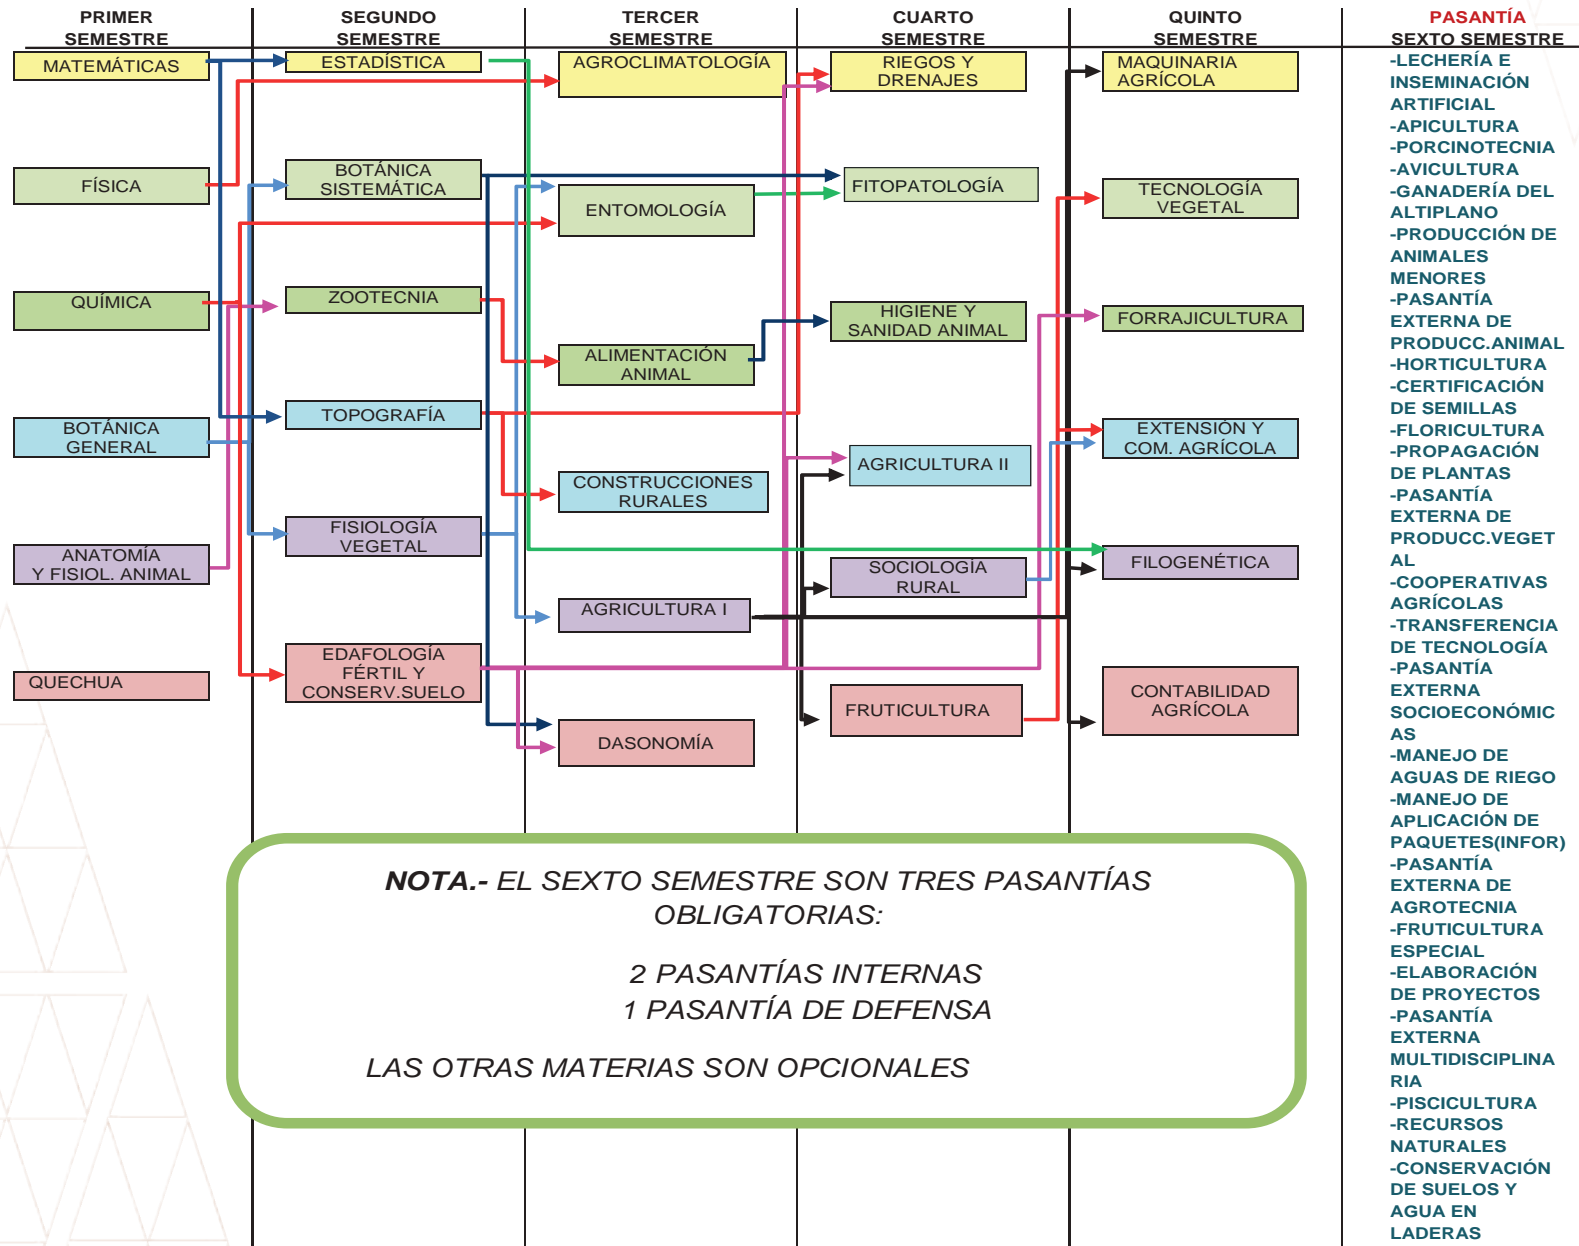 PRIMER
SEMESTRE
MATEMÁTICAS
FÍSICA
QUÍMICA
BOTÁNICA
GENERAL
ANATOMÍA
Y FISIOL. ANIMAL
QUECHUA
SEGUNDO
SEMESTRE
ESTADÍSTICA
BOTÁNICA
SISTEMÁTICA
ZOOTECNIA
TOPOGRAFÍA
FISIOLOGÍA
VEGETAL
EDAFOLOGÍA
FÉRTIL Y
CONSERV.SUELO
TERCER
SEMESTRE
AGROCLIMATOLOGÍA
ENTOMOLOGÍA
ALIMENTACIÓN
ANIMAL
CONSTRUCCIONES
RURALES
AGRICULTURA I
DASONOMÍA
CUARTO
SEMESTRE
RIEGOS Y
DRENAJES
FITOPATOLOGÍA
HIGIENE Y
SANIDAD ANIMAL
AGRICULTURA II
SOCIOLOGÍA
RURAL
FRUTICULTURA
QUINTO
SEMESTRE
MAQUINARIA
AGRÍCOLA
TECNOLOGÍA
VEGETAL
FORRAJICULTURA
EXTENSIÓN Y
COM. AGRÍCOLA
FILOGENÉTICA
CONTABILIDAD
AGRÍCOLA
PASANTÍA
SEXTO SEMESTRE
-LECHERÍA E
INSEMINACIÓN
ARTIFICIAL
-APICULTURA
-PORCINOTECNIA
-AVICULTURA
-GANADERÍA DEL
ALTIPLANO
-PRODUCCIÓN DE
ANIMALES
MENORES
-PASANTÍA
EXTERNA DE
PRODUCC.ANIMAL
-HORTICULTURA
-CERTIFICACIÓN
DE SEMILLAS
-FLORICULTURA
-PROPAGACIÓN
DE PLANTAS
-PASANTÍA
EXTERNA DE
PRODUCC.VEGET
AL
-COOPERATIVAS
AGRÍCOLAS
-TRANSFERENCIA
DE TECNOLOGÍA
-PASANTÍA
EXTERNA
SOCIOECONÓMIC
AS
-MANEJO DE
AGUAS DE RIEGO
-MANEJO DE
APLICACIÓN DE
PAQUETES(INFOR)
-PASANTÍA
EXTERNA DE
AGROTECNIA
-FRUTICULTURA
ESPECIAL
-ELABORACIÓN
DE PROYECTOS
-PASANTÍA
EXTERNA
MULTIDISCIPLINA
RIA
-PISCICULTURA
-RECURSOS
NATURALES
-CONSERVACIÓN
DE SUELOS Y
AGUA EN
LADERAS
NOTA.- EL SEXTO SEMESTRE SON TRES PASANTÍAS
OBLIGATORIAS:
2 PASANTÍAS INTERNAS
1 PASANTÍA DE DEFENSA
LAS OTRAS MATERIAS SON OPCIONALES